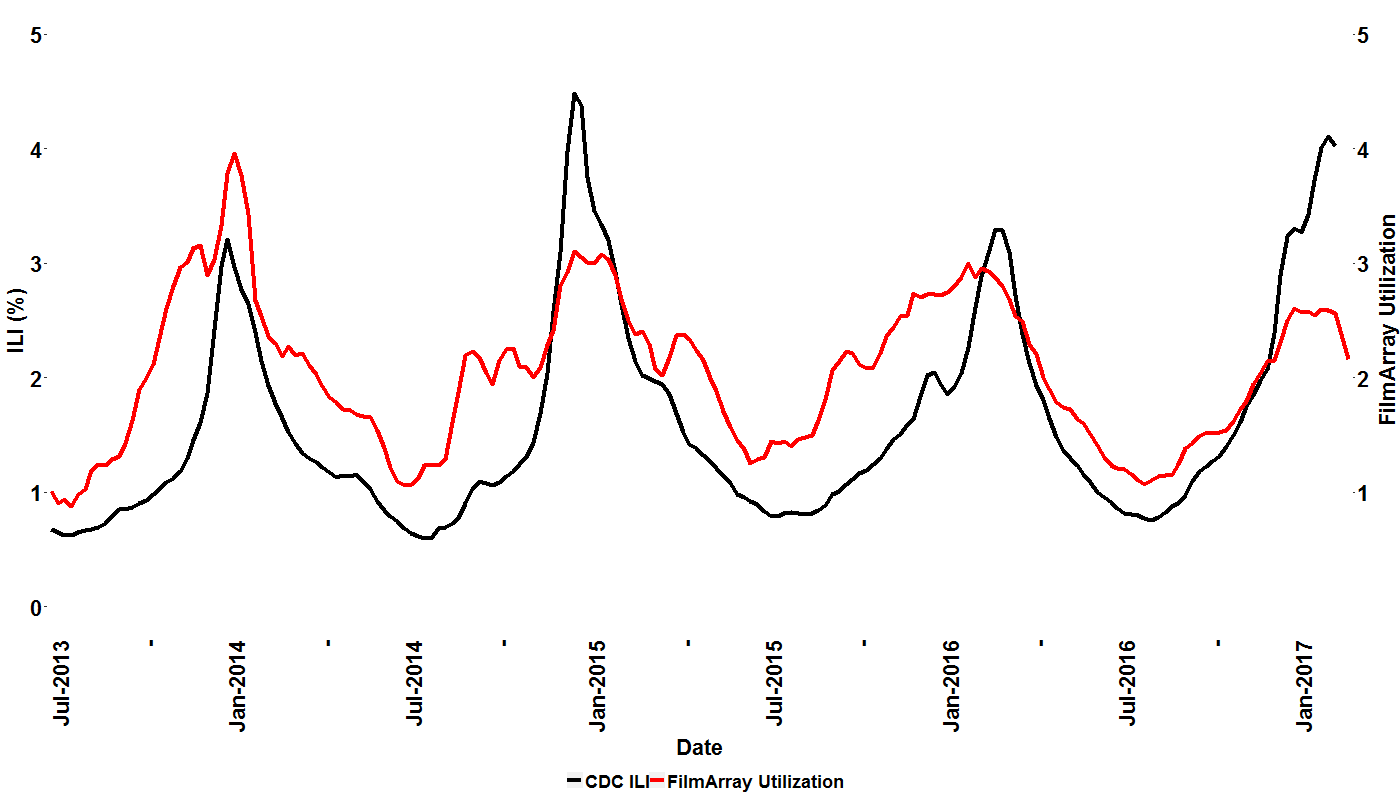 5
4
3
2
1
0
ILI (%)
5
4
3
2
1
FilmArray Utilization
Jul-2013
-
Jan-2014
-
Jul-2014
-
Jan-2015
-
Jul-2015
-
Jan-2016
-
Jul-2016
-
Jan-2017
Date
CDC ILI
FilmArray Utilization